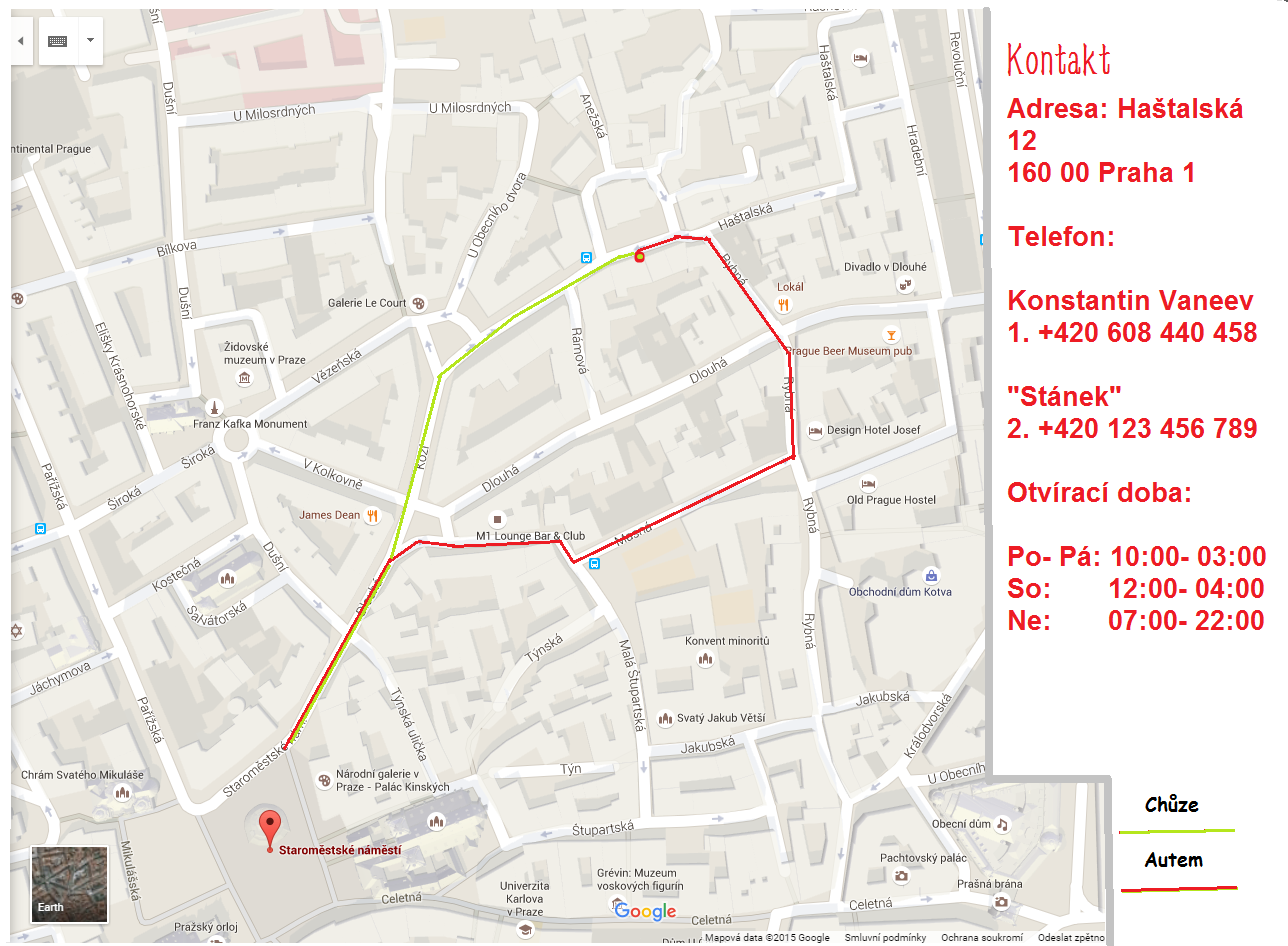 Dušní
U Milosrdných
U Milosrdných
Anežská
Haštalská
Revoluční
Hradební
ntinental Prague
Bílkova
U Obecního dvora
Haštalská
Rybná
Divadlo v Dlouhé
Galerie Le Court
Lokál
Dušní
Elišky Krásnohorské
Židovské
muzeum v Praze
Vězeňská
Rámová
Dlouhá
Prague Beer Museum pub
Rybná
Franz Kafka Monument
Kozí
Design Hotel Josef
Široká
Široká
V Kolkovně
Dlouhá
Pařížská
Old Prague Hostel
James Dean
M1 Lounge Bar & Club
Masná
Rybná
Dušní
Kostečná
Salvátorská
Dlouhá
Obchodní dům Kotva
Týnská
Konvent minoritů
Malá Štupartská
Rybná
Jáchymova
Pařížská
Týnská ulička
Svatý Jakub Větší
Jakubská
Jakubská
Královdvorská
Staroměstské
Týn
U Obecního
Chrám Svatého Mikuláše
Národní galerie v
Praze - Palác Kinských
Staroměstské náměstí
Štupartská
Obecní dům
Mikulášská
Pachtovský palác
Grévin: Muzeum
voskových figurín
Univerzita
Karlova
v Praze
Prašná brána
Celetná
Celetná
Celetná
Earth
Google
Pražský orloj
Dům U
Mapová data ©2015 Google
Smluvní podmínky
Ochrana soukromí
Odeslat zpětno
Kontakt
Adresa: Haštalská
12
160 00 Praha 1
Telefon:
Konstantin Vaneev
1. +420 608 440 458
"Stánek"
2. +420 123 456 789
Otvírací doba:
Po- Pá: 10:00- 03:00
So: 12:00- 04:00
Ne: 07:00- 22:00
Chůze
Autem